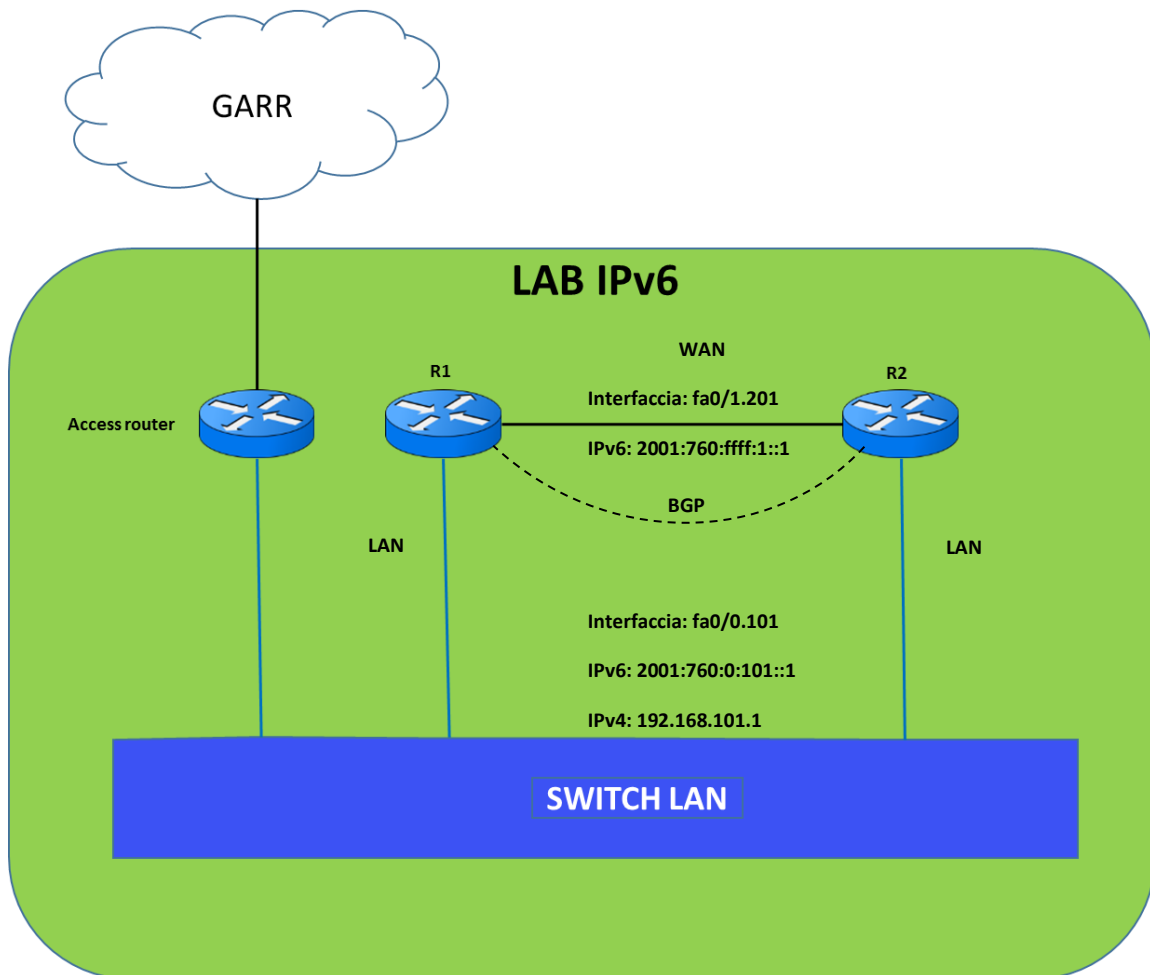 GARR
LAB IPv6
WAN
R1
R2
Interfaccia: fa0/1.201
Access router
IPv6: 2001:760:ffff:1::1
BGP
LAN
LAN
Interfaccia: fa0/0.101
IPv6: 2001:760:0:101::1
IPv4: 192.168.101.1
SWITCH LAN